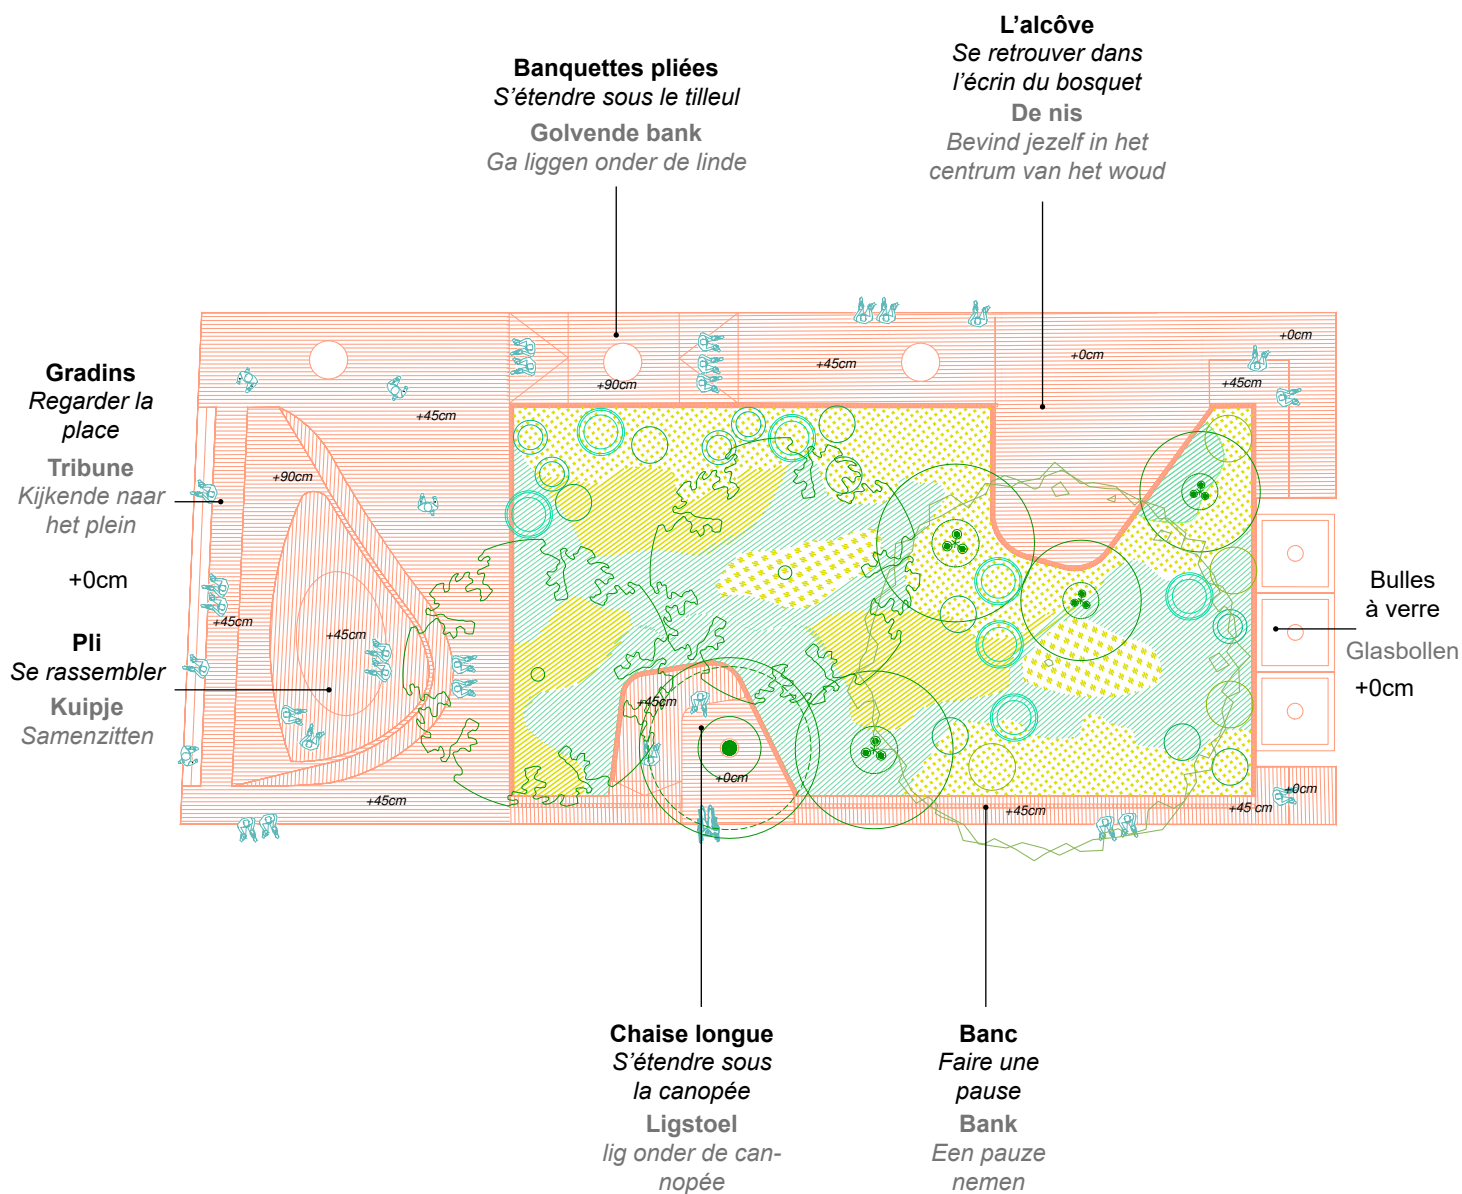 L’alcôve
Se retrouver dans
l’écrin du bosquet
De nis
Bevind jezelf in het
centrum van het woud
Banquettes pliées
S’étendre sous le tilleul
Golvende bank
Ga liggen onder de linde
Gradins
Regarder la
place
Tribune
Kijkende naar
het plein
+0cm
Pli
Se rassembler
Kuipje
Samenzitten
+0cm
+0cm
+45cm
+90cm
+45cm
+45cm
+90cm
+45cm
+45cm
+45cm
+0cm
+45cm
+45cm
+45 cm
+0cm
Bulles
à verre
Glasbollen
+0cm
Chaise longue
S’étendre sous
la canopée
Ligstoel
lig onder de can-
nopée
Banc
Faire une
pause
Bank
Een pauze
nemen